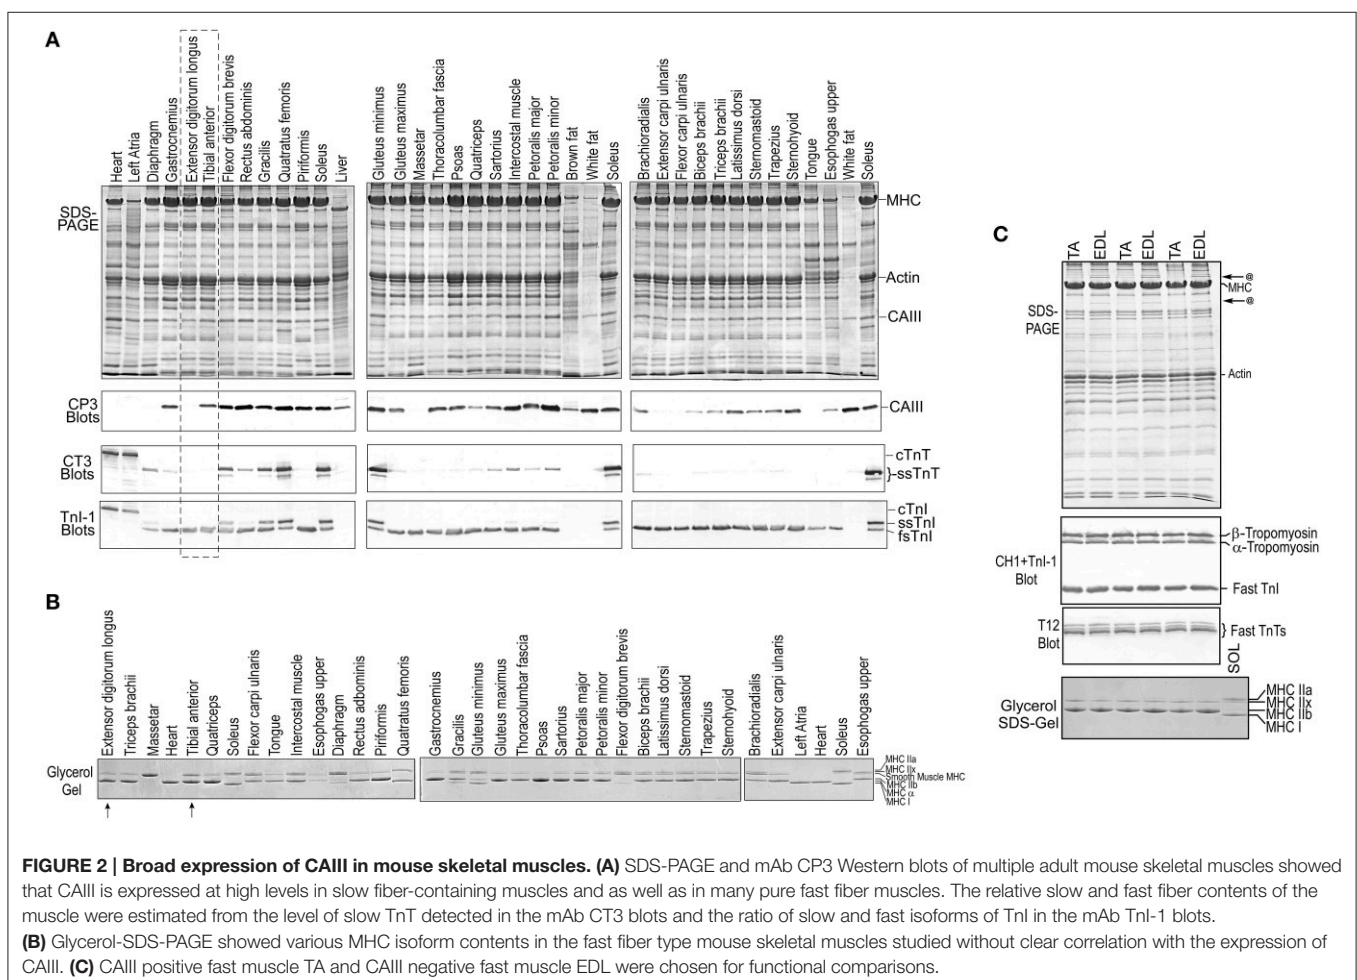 A
Heart
Left Atria
Diaphragm
Gastrocnemius
Extensor digitorum longus
Tibial anterior
Flexor digitorum brevis
Rectus abdominis
Gracilis
Quatratus femoris
Piriformis
Soleus
Liver
Gluteus minimus
Gluteus maximus
Massetar
Thoracolumbar fascia
Psoas
Quatriceps
Sartorius
Intercostal muscle
Petoralis major
Petoralis minor
Brown fat
White fat
Soleus
Brachioradialis
Extensor carpi ulnaris
Flexor carpi ulnaris
Biceps brachii
Triceps brachii
Latissimus dorsi
Sternomastoid
Trapezius
Sternohyoid
Tongue
Esophogas upper
White fat
Soleus
SDS-
PAGE
MHC
Actin
CAIII
CP3
Blots
CAIII
CT3
Blots
cTnT
}-ssTnT
TnI-1
Blots
cTnI
ssTnI
fsTnI
B
Extensor digitorum longus
Triceps brachii
Massetar
Heart
Tibial anterior
Quatriceps
Soleus
Flexor carpi ulnaris
Tongue
Intercostal muscle
Esophogas upper
Diaphragm
Rectus abdominis
Piriformis
Quatratus femoris
Gastrocnemius
Gracilis
Gluteus minimus
Gluteus maximus
Thoracolumbar fascia
Psoas
Sartorius
Petoralis major
Petoralis minor
Flexor digitorum brevis
Biceps brachii
Latissimus dorsi
Sternomastoid
Trapezius
Sternohyoid
Brachioradialis
Extensor carpi ulnaris
Left Atria
Heart
Soleus
Esophogas upper
Glycerol
Gel
MHC IIa
MHC IIx
Smooth Muscle MHC
MHC IIb
MHC α
MHC I
C
TA
EDL
TA
EDL
TA
EDL
@
MHC
@
SDS-
PAGE
Actin
CH1+TnI-1
Blot
β-Tropomyosin
α-Tropomyosin
Fast TnI
T12
Blot
} Fast TnTs
SOL
Glycerol
SDS-Gel
MHC IIa
MHC IIx
MHC IIb
MHC I
FIGURE 2 | Broad expression of CAIII in mouse skeletal muscles. (A) SDS-PAGE and mAb CP3 Western blots of multiple adult mouse skeletal muscles showed
that CAIII is expressed at high levels in slow fiber-containing muscles and as well as in many pure fast fiber muscles. The relative slow and fast fiber contents of the
muscle were estimated from the level of slow TnT detected in the mAb CT3 blots and the ratio of slow and fast isoforms of TnI in the mAb TnI-1 blots.
(B) Glycerol-SDS-PAGE showed various MHC isoform contents in the fast fiber type mouse skeletal muscles studied without clear correlation with the expression of
CAIII. (C) CAIII positive fast muscle TA and CAIII negative fast muscle EDL were chosen for functional comparisons.